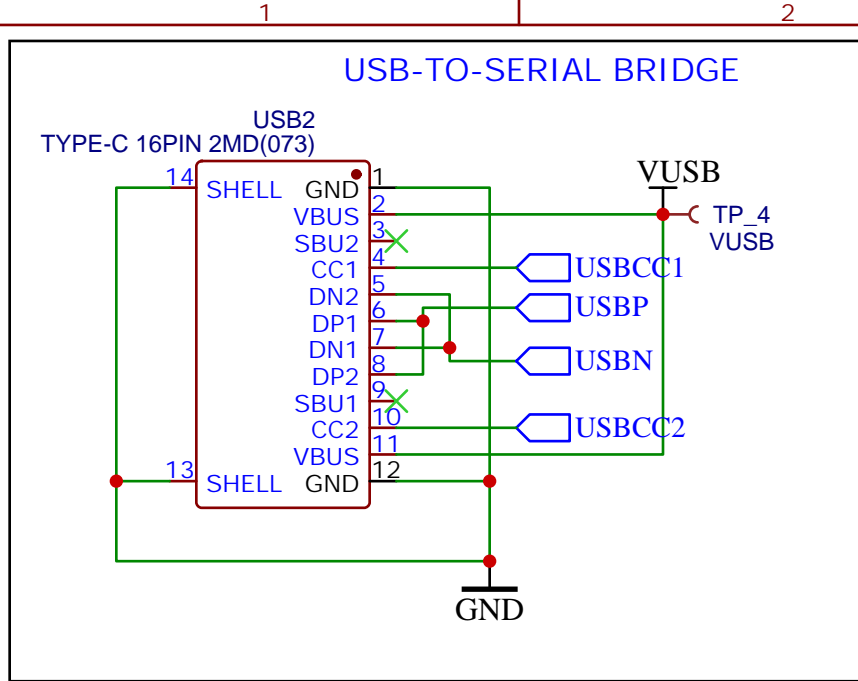 1 2
USB-TO-SERIAL BRIDGE
USB2
TYPE-C 16PIN 2MD(073)
14 SHELL GND 1
VBUS 2
SBU2 3
CC1 4
DN2 5
DP1 6
DN1 7
DP2 8
SBU1 9
CC2 10
VBUS 11
13 SHELL GND 12
VUSB
TP_4
VUSB
USBCC1
USBP
USBN
USBCC2
GND